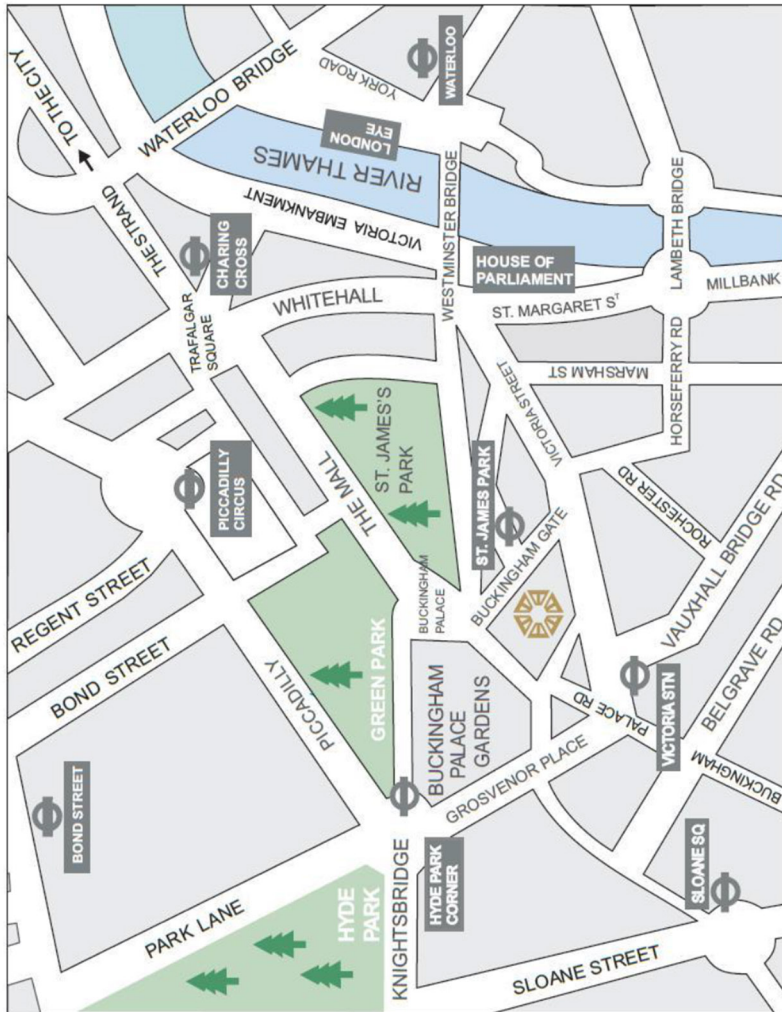 TO THE CITY
WATERLOO BRIDGE
YORK ROAD
WATERLOO
LONDON
EYE
RIVER THAMES
VICTORIA EMBANKMENT
THE STRAND
CHARING
CROSS
WESTMINSTER BRIDGE
LAMBETH BRIDGE
HOUSE OF
PARLIAMENT
MILLBANK
ST. MARGARET Sᵀ
WHITEHALL
TRAFALGAR
SQUARE
MARSHAM ST
HORSEFERRY RD
VICTORIA STREET
ST. JAMES'S
PARK
THE MALL
PICCADILLY
CIRCUS
ST. JAMES PARK
ROCHESTER RD
BUCKINGHAM GATE
VAUXHALL BRIDGE RD
REGENT STREET
BOND STREET
BUCKINGHAM
PALACE
GREEN PARK
PICCADILLY
BUCKINGHAM
PALACE
GARDENS
BELGRAVE RD
VICTORIA STN
PALACE RD
BUCKINGHAM
GROSVENOR PLACE
BOND STREET
SLOANE SQ
HYDE PARK
CORNER
KNIGHTSBRIDGE
PARK LANE
HYDE
PARK
SLOANE STREET